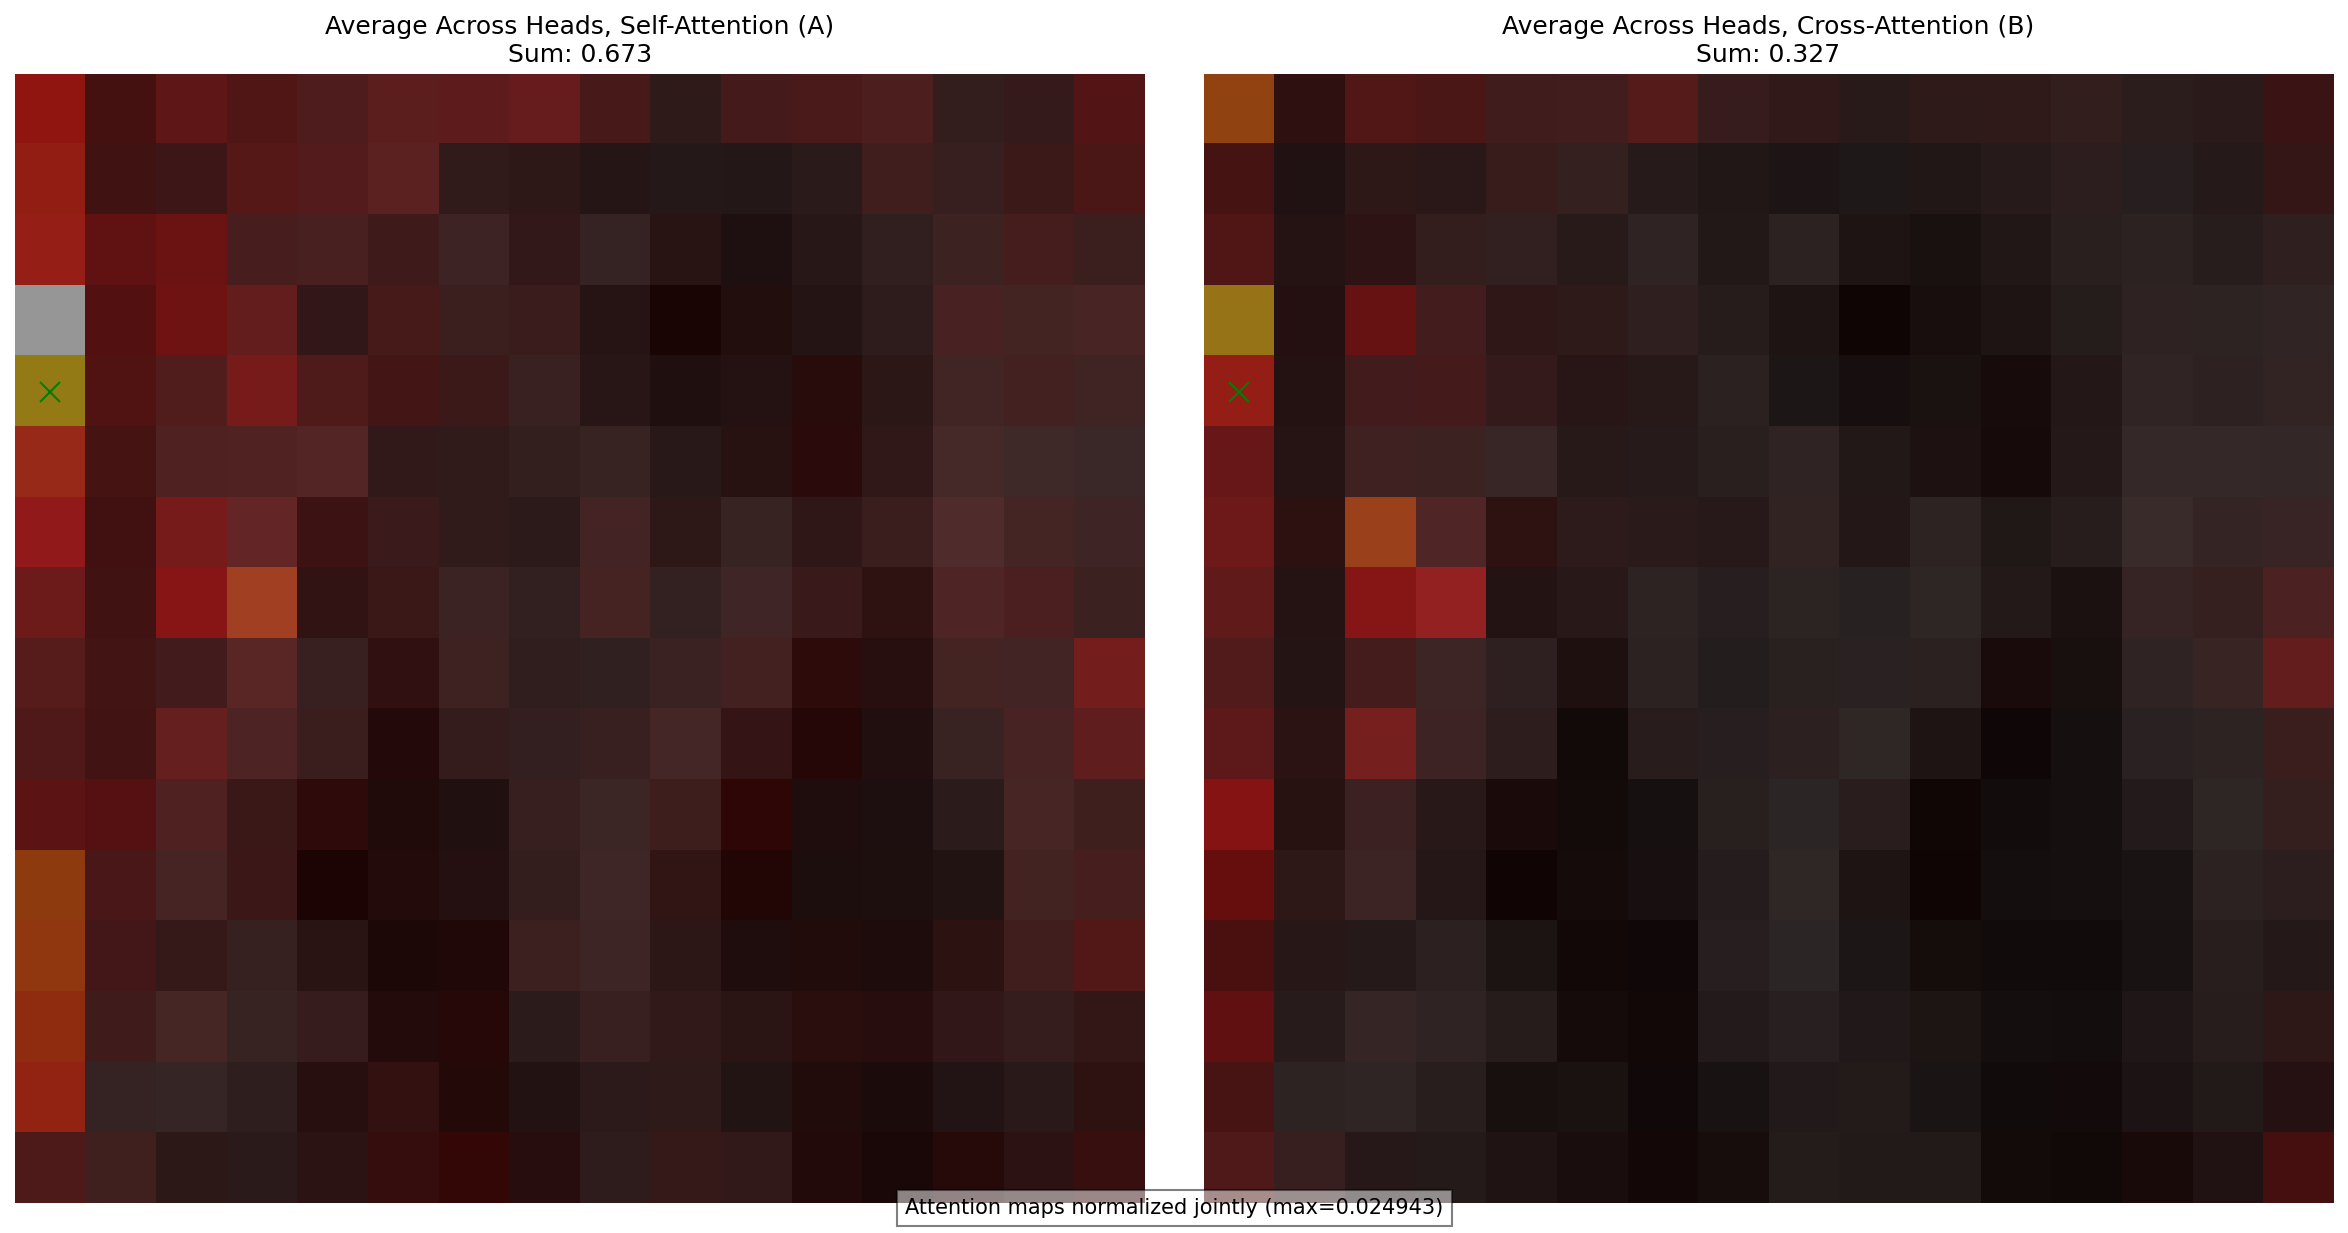 Average Across Heads, Self-Attention (A)
Sum: 0.673
Average Across Heads, Cross-Attention (B)
Sum: 0.327
Attention maps normalized jointly (max=0.024943)